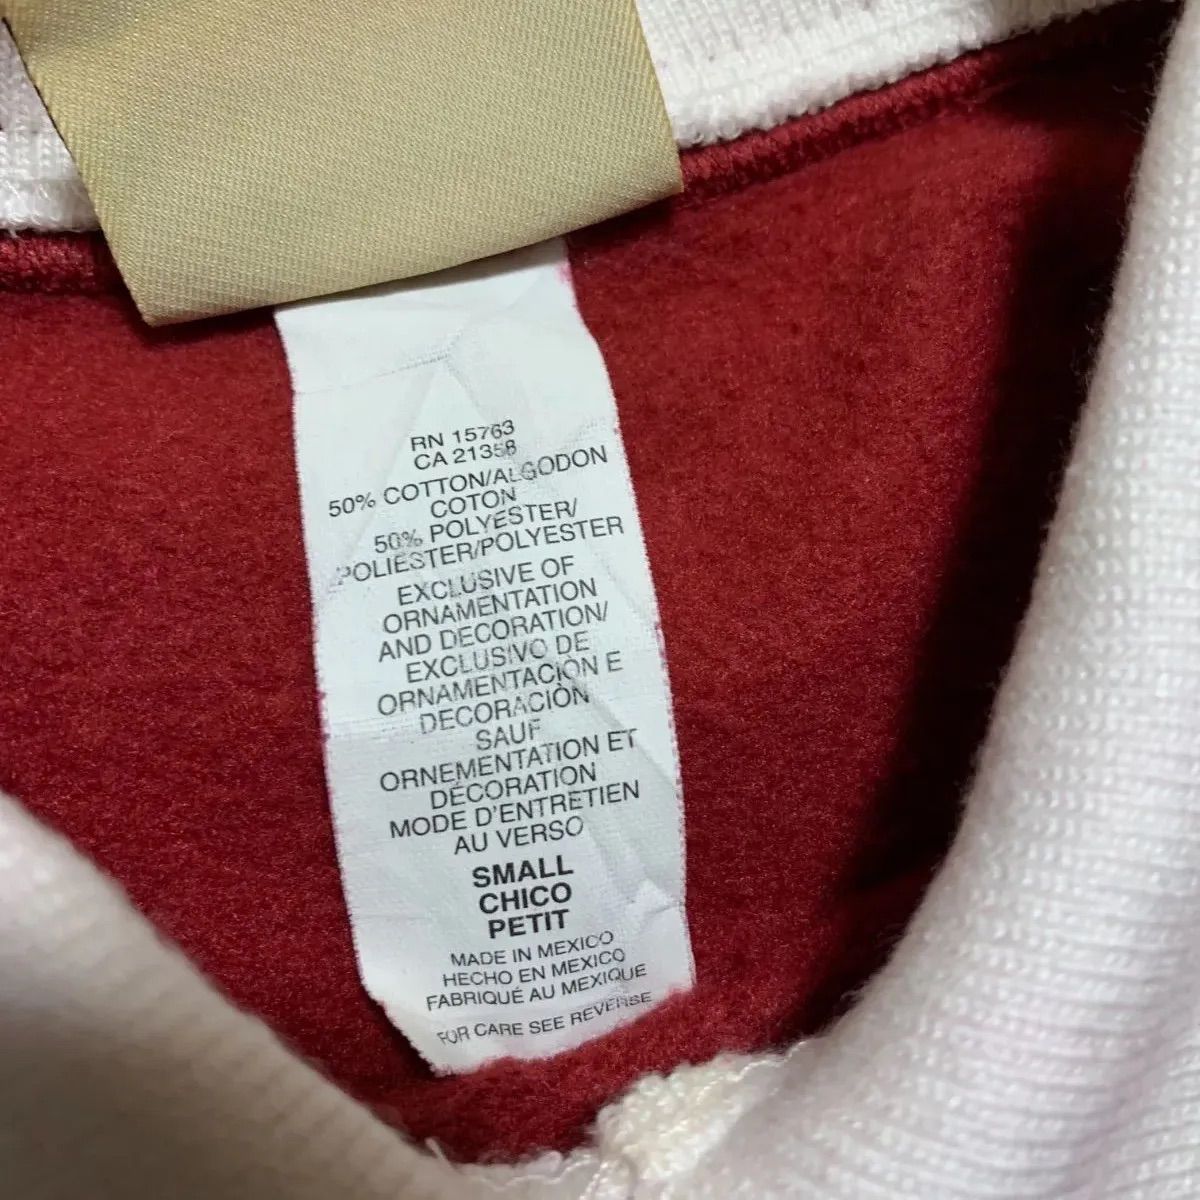 RN 15763
CA 21358
50% COTTON/ALGODON
COTON
50% POLYESTER/
POLIESTER/POLYESTER
EXCLUSIVE OF
ORNAMENTATION
AND DECORATION/
EXCLUSIVO DE
ORNAMENTACIÒN E
DECORACIÒN
SAUF
ORNEMENTATION ET
DÉCORATION
MODE D'ENTRETIEN
AU VERSO
SMALL
CHICO
PETIT
MADE IN MEXICO
HECHO EN MEXICO
FABRIQUÉ AU MEXIQUE
FOR CARE SEE REVERSE